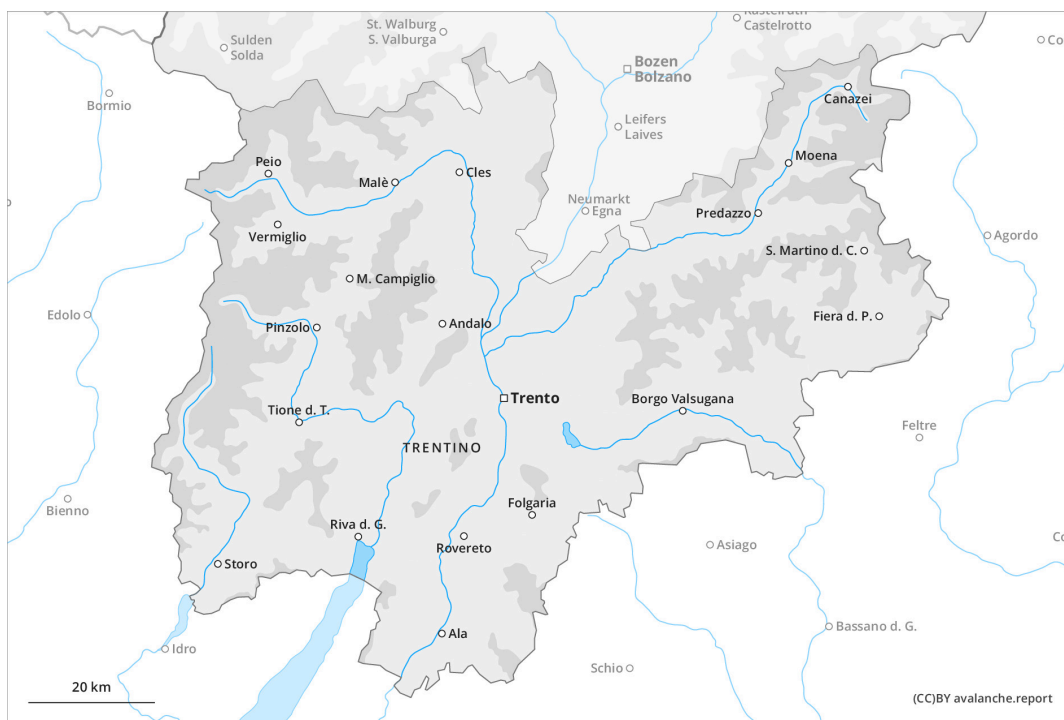 Kastelruth
Castelrotto
St. Walburg
S. Valburga
Sulden
Solda
Co
Bozen
Bolzano
Bormio
Canazei
Leifers
Laives
Moena
Peio
Malè
Cles
Neumarkt
Egna
Predazzo
Vermiglio
Agordo
S. Martino d. C.
M. Campiglio
Edolo
Pinzolo
Andalo
Fiera d. P.
Trento
Borgo Valsugana
Tione d. T.
Feltre
TRENTINO
Bienno
Folgaria
Riva d. G.
Rovereto
Asiago
Co
Storo
Ala
Bassano d. G.
Idro
Schio
20 km
(CC)BY avalanche.report